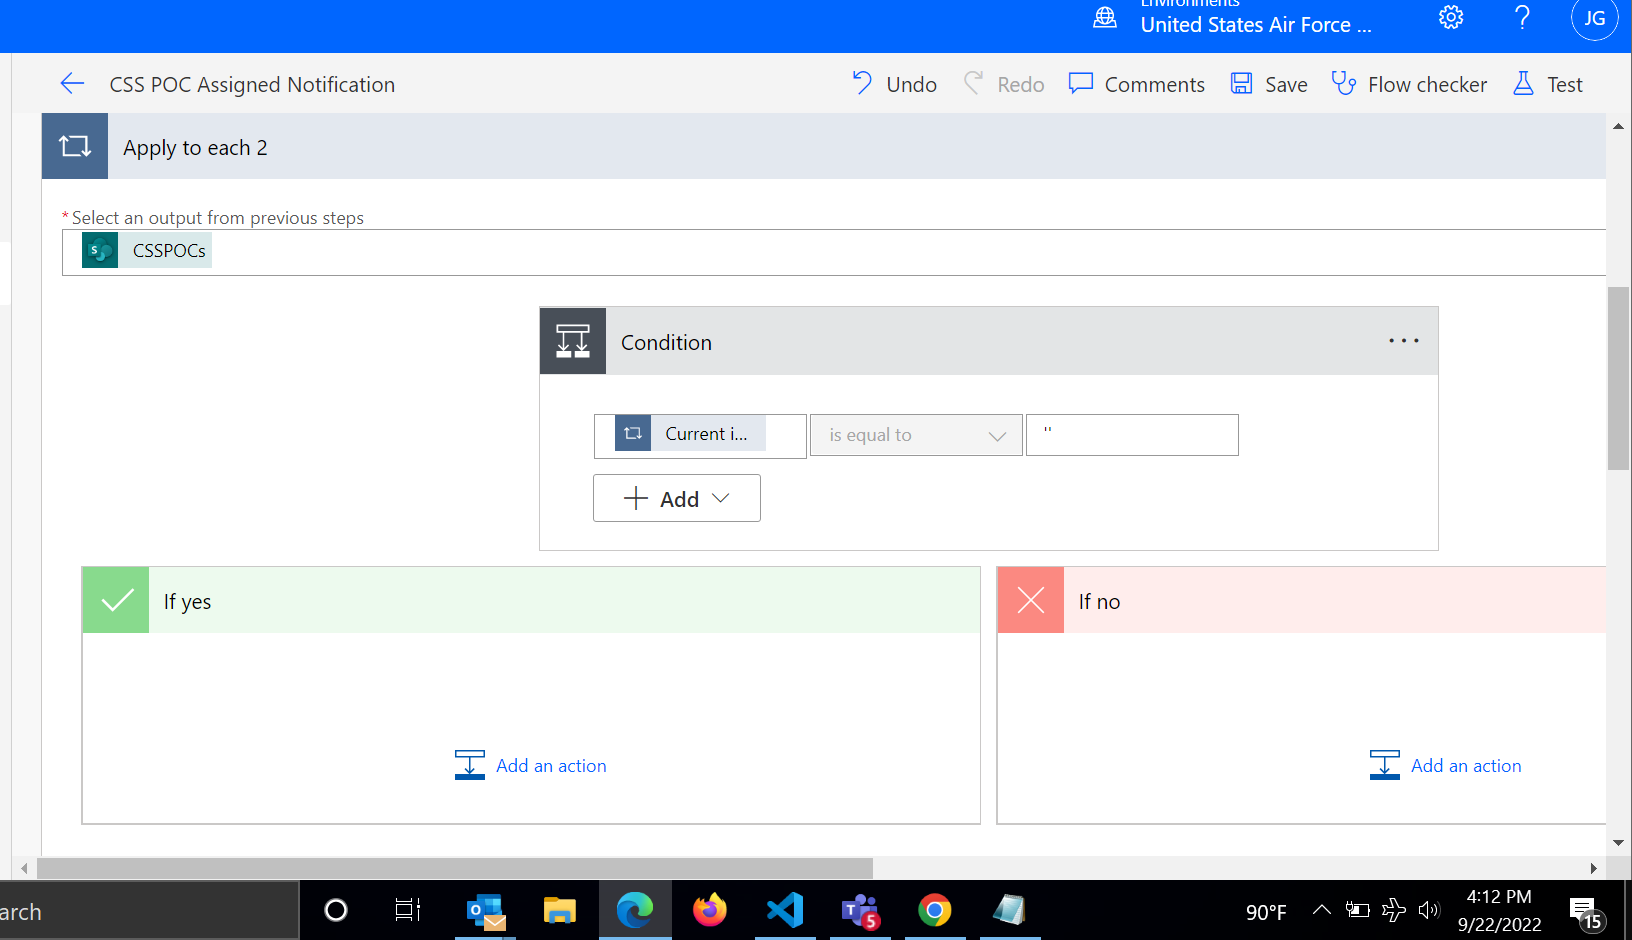 Environments
United States Air Force ...
JG
CSS POC Assigned Notification
Undo
Redo
Comments
Save
Flow checker
Test
Apply to each 2
* Select an output from previous steps
S
CSSPOCs
Condition
...
Current i...
is equal to
''
Add
If yes
If no
Add an action
Add an action
arch
5
90°F
4:12 PM
9/22/2022
15